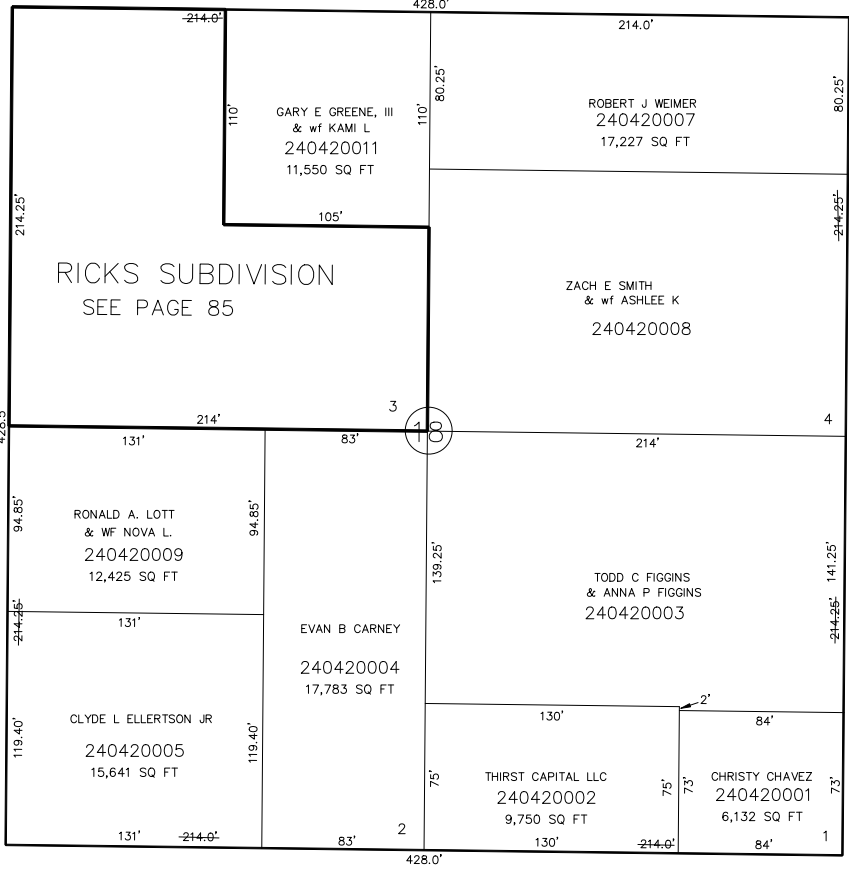 428.0'
214.0'
214.0'
110'
110'
80.25'
80.25'
GARY E GREENE, III
& wf KAMI L
240420011
11,550 SQ FT
ROBERT J WEIMER
240420007
17,227 SQ FT
105'
214.25'
214.25'
RICKS SUBDIVISION
SEE PAGE 85
ZACH E SMITH
& wf ASHLEE K
240420008
3
4
428.5'
214'
18
131'
83'
214'
94.85'
94.85'
RONALD A. LOTT
& WF NOVA L.
240420009
12,425 SQ FT
139.25'
141.25'
TODD C FIGGINS
& ANNA P FIGGINS
240420003
214.25'
214.25'
131'
EVAN B CARNEY
240420004
17,783 SQ FT
2'
130'
84'
CLYDE L ELLERTSON JR
240420005
15,641 SQ FT
119.40'
119.40'
75'
75'
73'
73'
THIRST CAPITAL LLC
240420002
9,750 SQ FT
CHRISTY CHAVEZ
240420001
6,132 SQ FT
131'
214.0'
83'
2
130'
214.0'
84'
1
428.0'